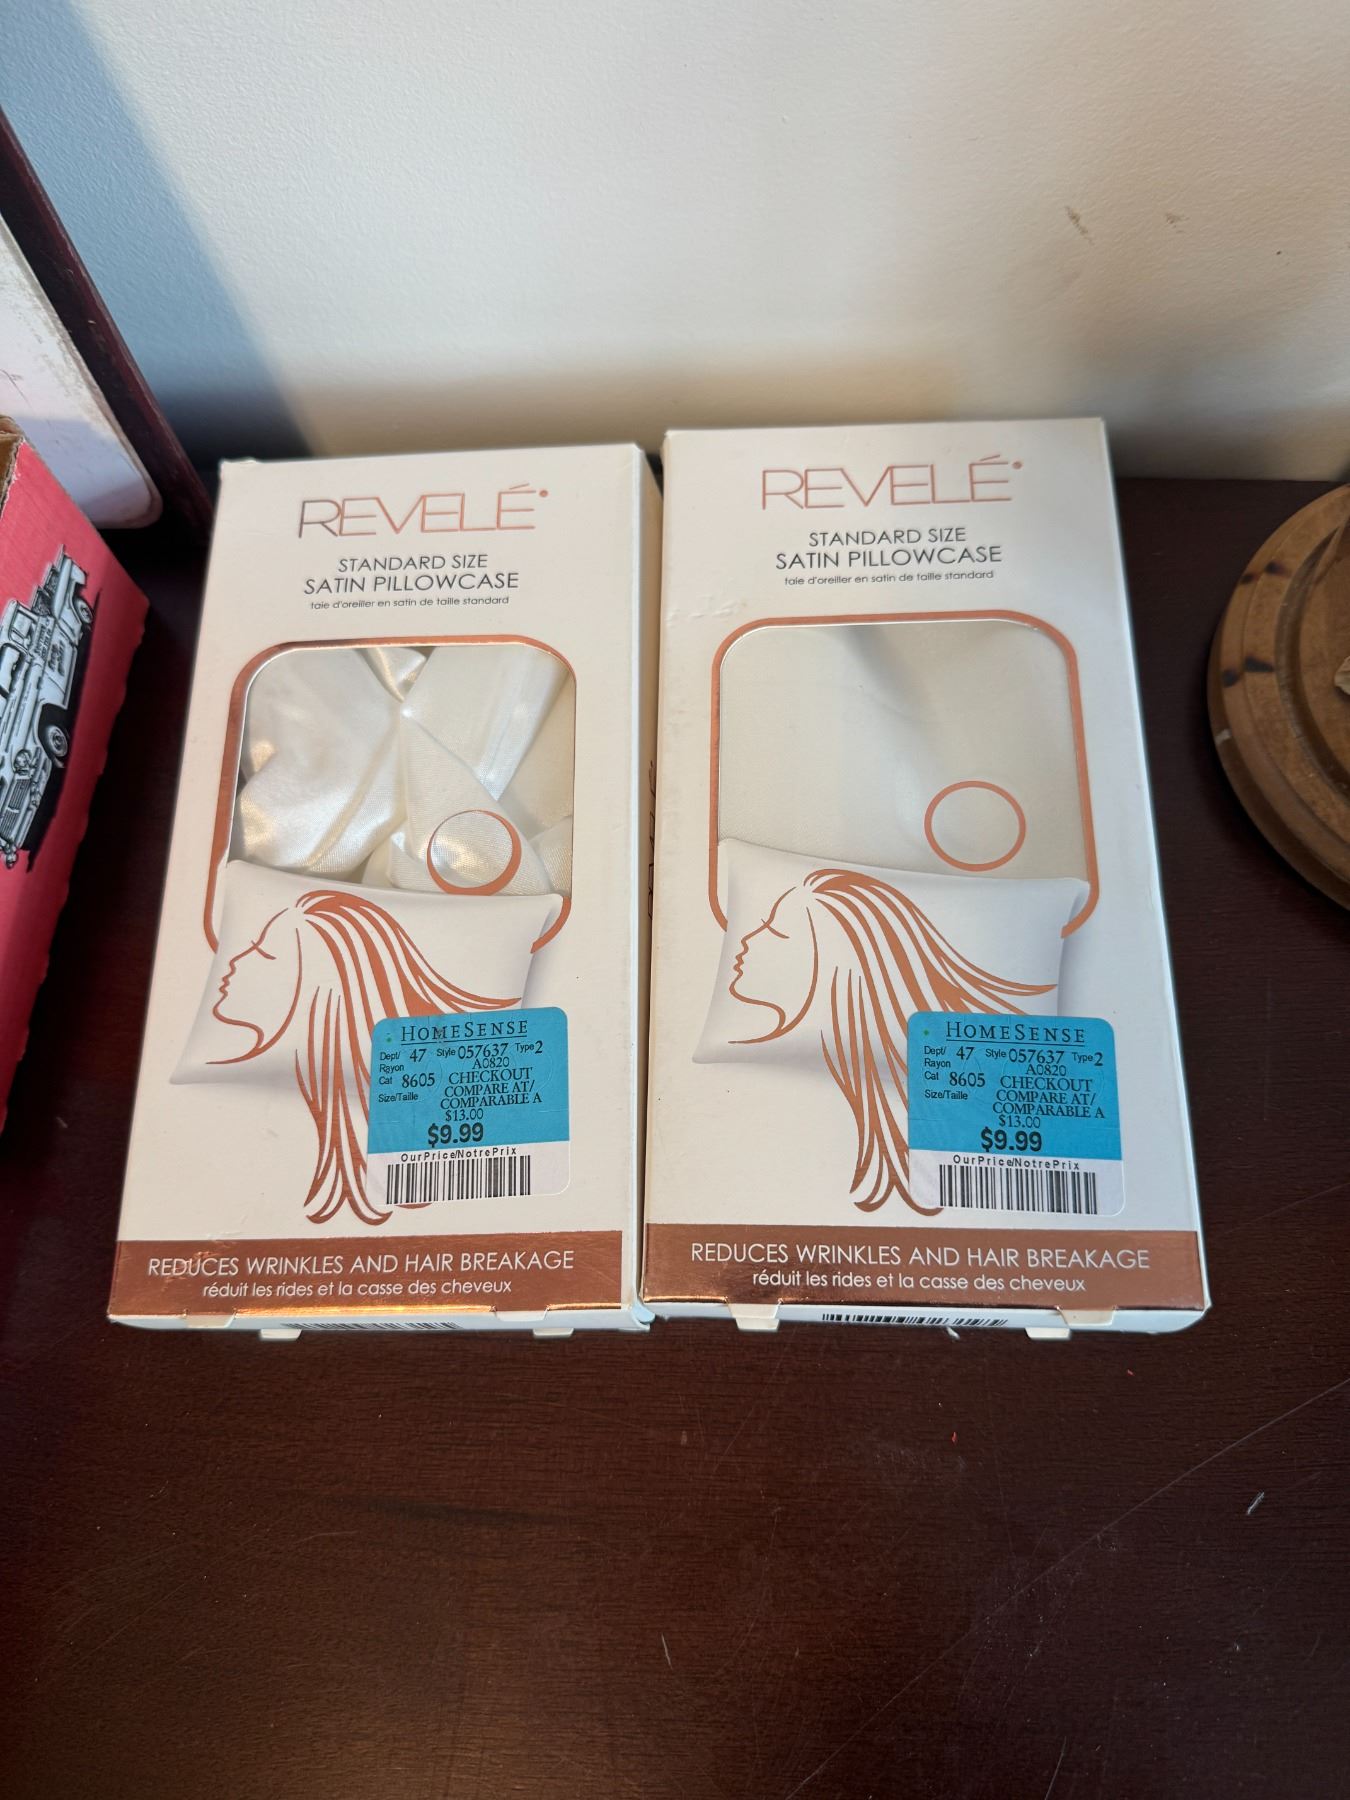 REVELÉ
STANDARD SIZE
SATIN PILLOWCASE
taie d'oreiller en satin de taille standard
HOMESENSE
Dept/ 47 Style 057637 Type 2
Rayon A0820
Cat 8605 CHECKOUT
Size/Taille COMPARE AT/
COMPARABLE A
$13.00
$9.99
OurPrice/NotrePrix
REDUCES WRINKLES AND HAIR BREAKAGE
réduit les rides et la casse des cheveux
REVELÉ
STANDARD SIZE
SATIN PILLOWCASE
taie d'oreiller en satin de taille standard
HOMESENSE
Dept/ 47 Style 057637 Type 2
Rayon A0820
Cat 8605 CHECKOUT
Size/Taille COMPARE AT/
COMPARABLE A
$13.00
$9.99
OurPrice/NotrePrix
REDUCES WRINKLES AND HAIR BREAKAGE
réduit les rides et la casse des cheveux